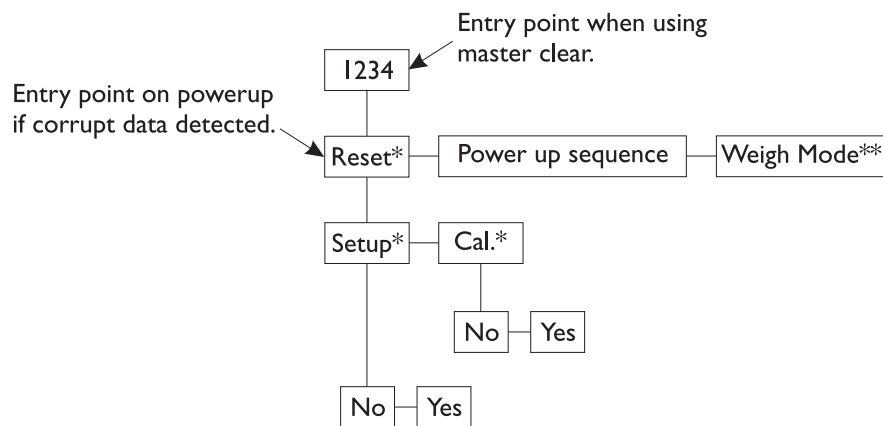 Entry point when using
master clear.
1234
Entry point on powerup
if corrupt data detected.
Reset*
Power up sequence
Weigh Mode**
Setup*
Cal.*
No
Yes
No
Yes